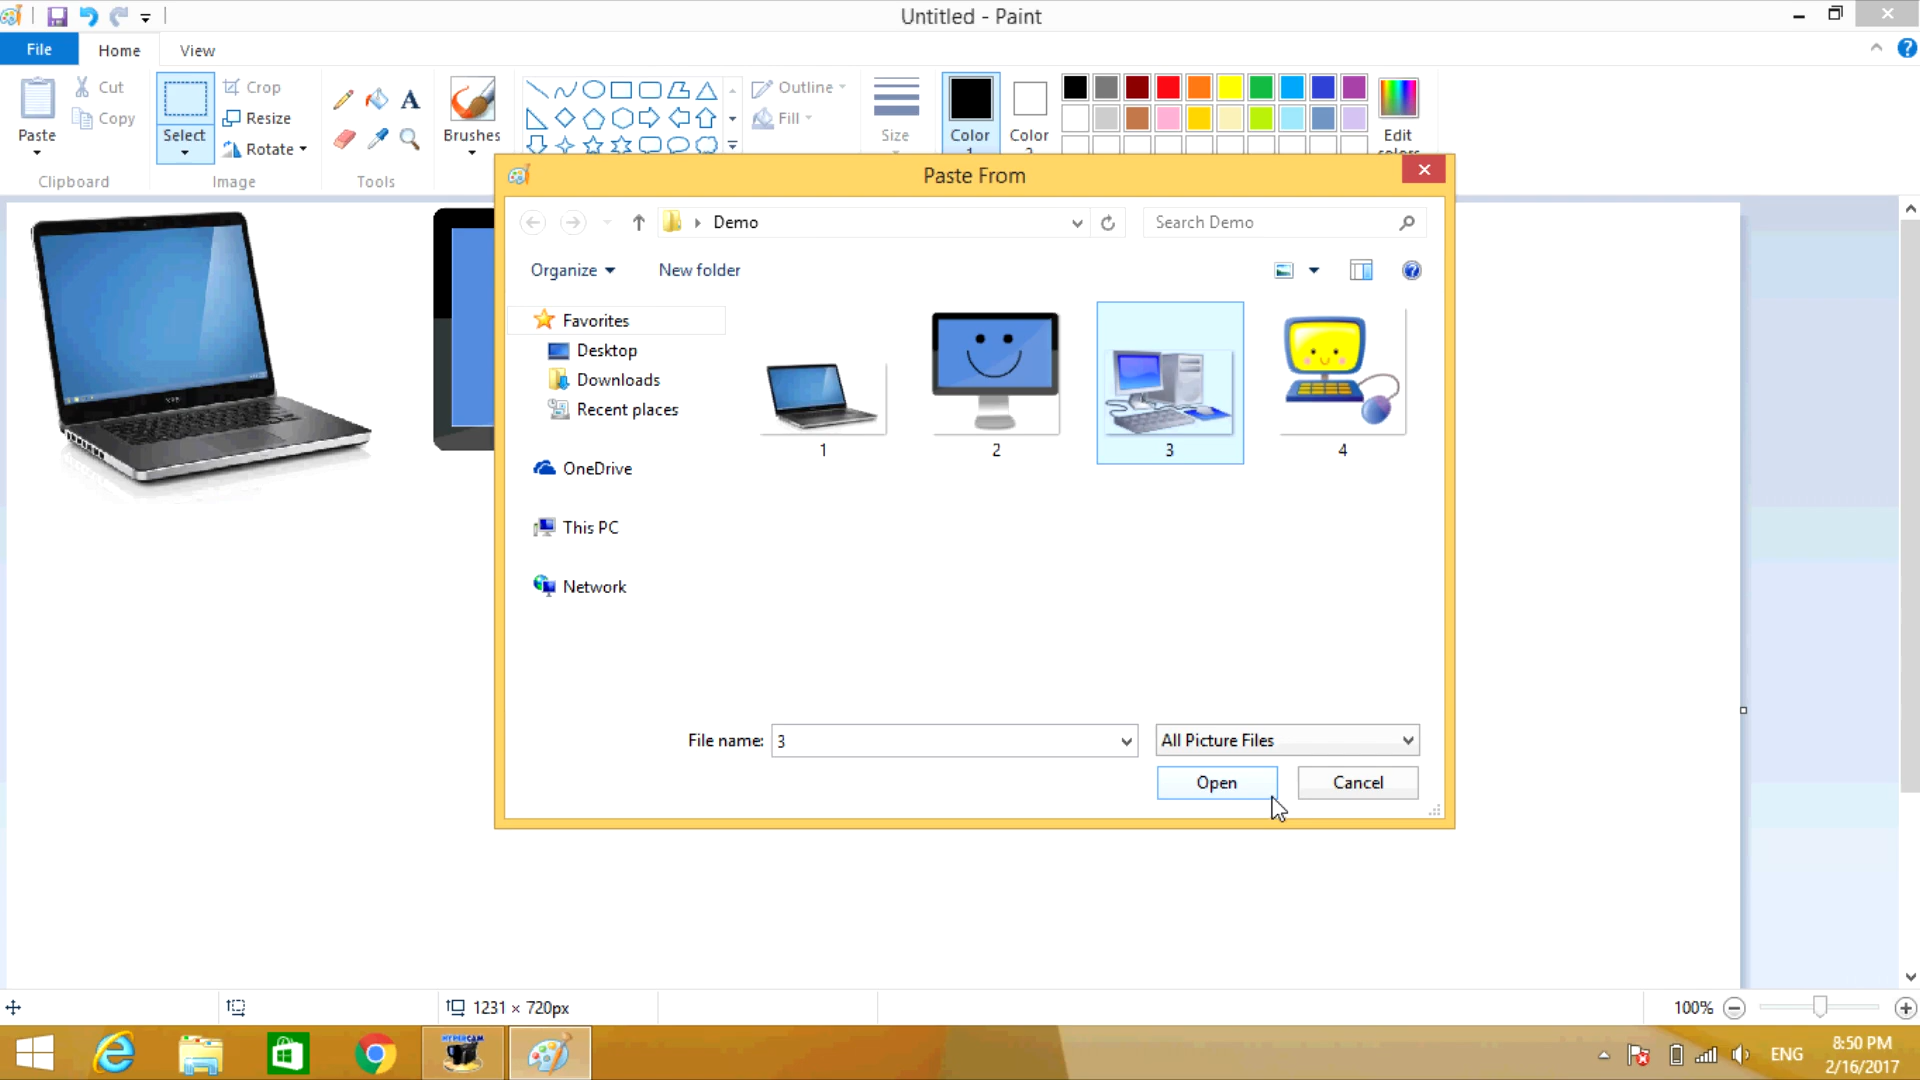 Untitled - Paint
File
Home
View
Paste
Cut
Copy
Clipboard
Select
Crop
Resize
Rotate
Image
A
Tools
Brushes
Outline
Fill
Size
Color
1
Color
Edit
colors
Paste From
Demo
Search Demo
Organize
New folder
Favorites
Desktop
Downloads
Recent places
OneDrive
This PC
Network
1
2
3
4
File name: 3
All Picture Files
Open
Cancel
1231 × 720px
100%
HYPERCAM
ENG
8:50 PM
2/16/2017